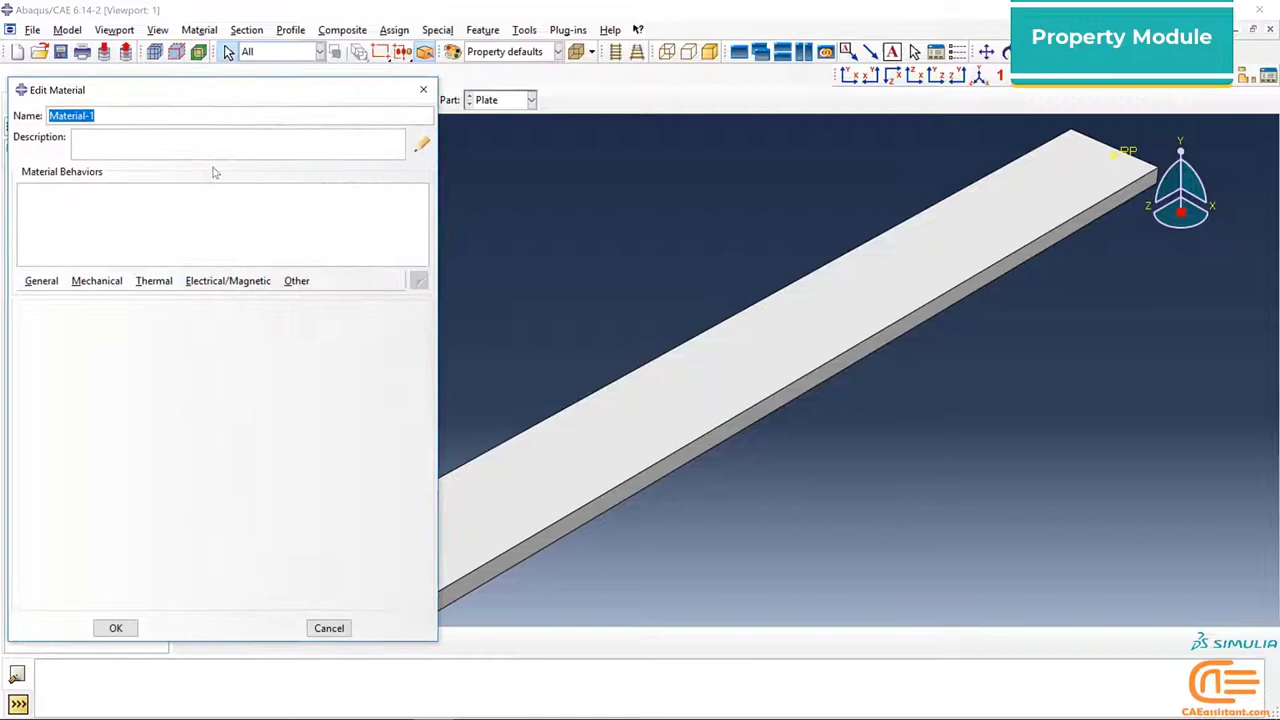 Abaqus/CAE 6.14-2 [Viewport: 1]
File Model Viewport View Material Section Profile Composite Assign Special Feature Tools Plug-ins Help
Property Module
All
Property defaults
A
1
Edit Material
Part: Plate
Name: Material-1
Description:
Material Behaviors
General Mechanical Thermal Electrical/Magnetic Other
RP
Y
Z
X
OK Cancel
SIMULIA
CAEassistant.com